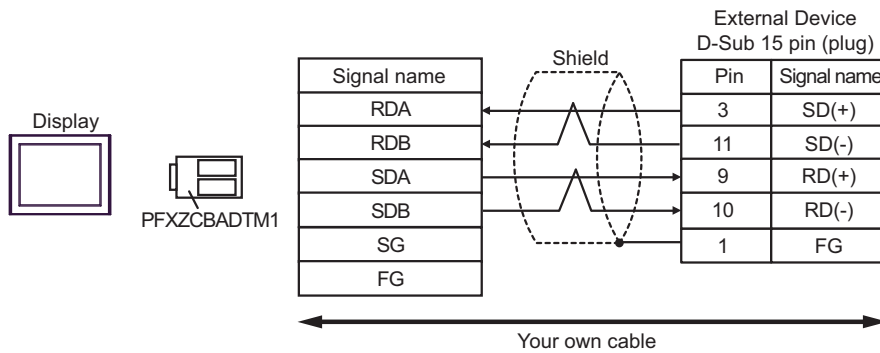 External Device
D-Sub 15 pin (plug)
Shield
Signal name
Pin Signal name
RDA
3 SD(+)
Display
RDB
11 SD(-)
SDA
9 RD(+)
SDB
10 RD(-)
PFXZCBADTM1
SG
1 FG
FG
Your own cable